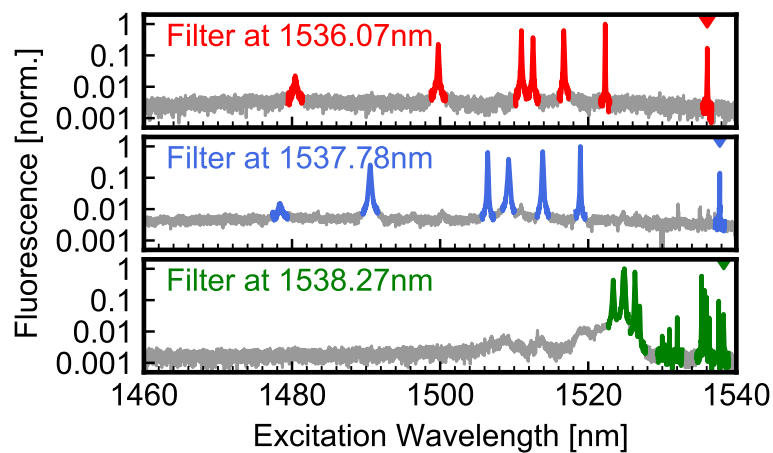 Fluorescence [norm.]
1
0.1
0.01
0.001
Filter at 1536.07nm
1
0.1
0.01
0.001
Filter at 1537.78nm
1
0.1
0.01
0.001
Filter at 1538.27nm
1460 1480 1500 1520 1540
Excitation Wavelength [nm]